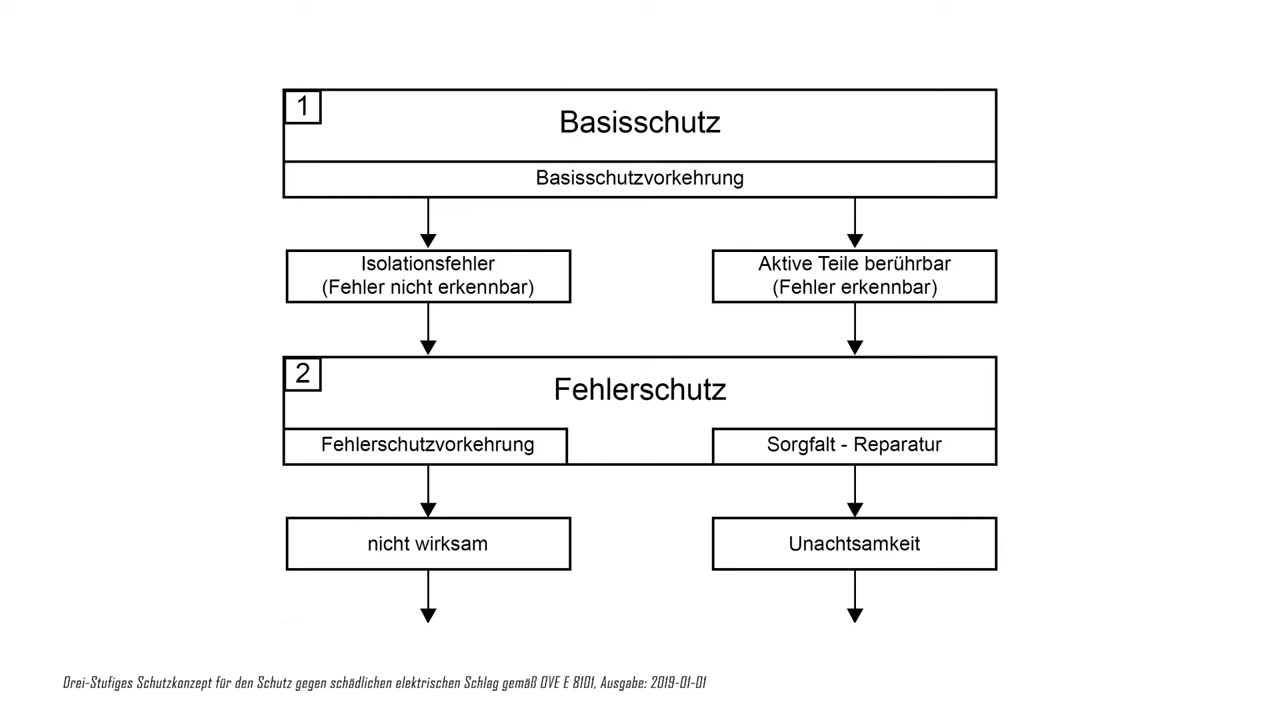 1
Basisschutz
Basisschutzvorkehrung
Isolationsfehler
(Fehler nicht erkennbar)
Aktive Teile berührbar
(Fehler erkennbar)
2
Fehlerschutz
Fehlerschutzvorkehrung
Sorgfalt - Reparatur
nicht wirksam
Unachtsamkeit
Drei-Stufiges Schutzkonzept für den Schutz gegen schädlichen elektrischen Schlag gemäß OVE E 8101, Ausgabe: 2019-01-01